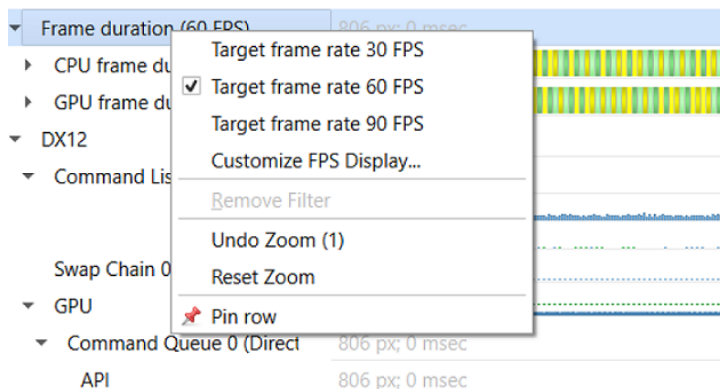 Frame duration (60 FPS) 806 px; 0 msec
Target frame rate 30 FPS
CPU frame du
Target frame rate 60 FPS
GPU frame du
Target frame rate 90 FPS
DX12
Customize FPS Display...
Command Lis
Remove Filter
Undo Zoom (1)
Swap Chain 0
Reset Zoom
GPU
Pin row
Command Queue 0 (Direct 806 px; 0 msec
API 806 px; 0 msec